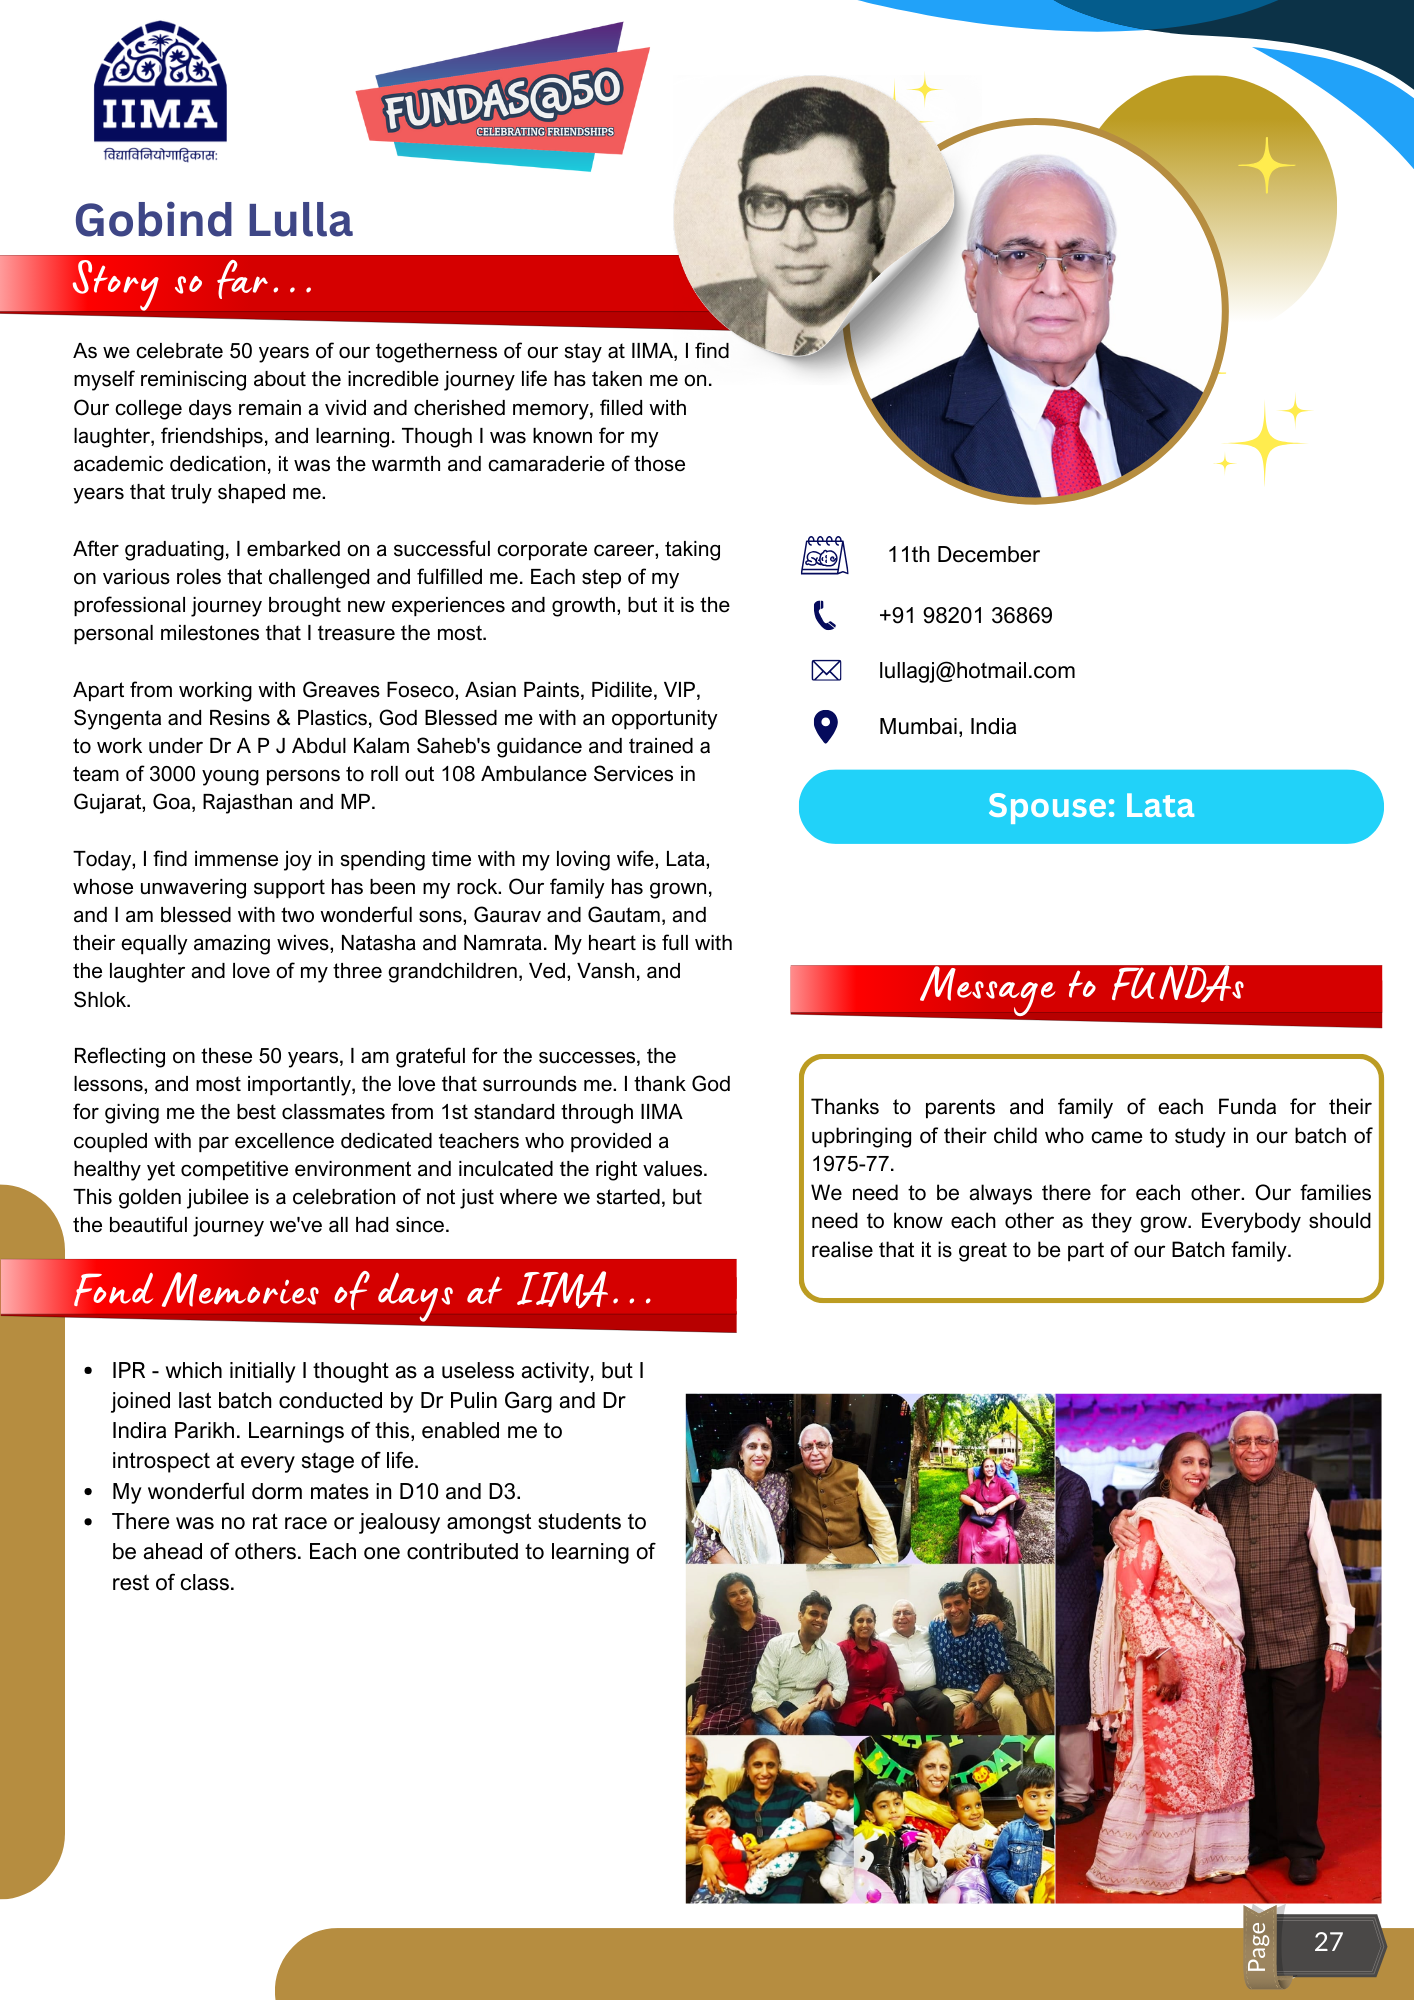 IIMA
विद्याविनियोगाद्विकास:
FUNDAS@50
CELEBRATING FRIENDSHIPS
Gobind Lulla
Story so far...
As we celebrate 50 years of our togetherness of our stay at IIMA, I find
myself reminiscing about the incredible journey life has taken me on.
Our college days remain a vivid and cherished memory, filled with
laughter, friendships, and learning. Though I was known for my
academic dedication, it was the warmth and camaraderie of those
years that truly shaped me.
After graduating, I embarked on a successful corporate career, taking
on various roles that challenged and fulfilled me. Each step of my
professional journey brought new experiences and growth, but it is the
personal milestones that I treasure the most.
Apart from working with Greaves Foseco, Asian Paints, Pidilite, VIP,
Syngenta and Resins & Plastics, God Blessed me with an opportunity
to work under Dr A P J Abdul Kalam Saheb's guidance and trained a
team of 3000 young persons to roll out 108 Ambulance Services in
Gujarat, Goa, Rajasthan and MP.
Today, I find immense joy in spending time with my loving wife, Lata,
whose unwavering support has been my rock. Our family has grown,
and I am blessed with two wonderful sons, Gaurav and Gautam, and
their equally amazing wives, Natasha and Namrata. My heart is full with
the laughter and love of my three grandchildren, Ved, Vansh, and
Shlok.
Reflecting on these 50 years, I am grateful for the successes, the
lessons, and most importantly, the love that surrounds me. I thank God
for giving me the best classmates from 1st standard through IIMA
coupled with par excellence dedicated teachers who provided a
healthy yet competitive environment and inculcated the right values.
This golden jubilee is a celebration of not just where we started, but
the beautiful journey we've all had since.
Fond Memories of days at IIMA...
• IPR - which initially I thought as a useless activity, but I
joined last batch conducted by Dr Pulin Garg and Dr
Indira Parikh. Learnings of this, enabled me to
introspect at every stage of life.
• My wonderful dorm mates in D10 and D3.
• There was no rat race or jealousy amongst students to
be ahead of others. Each one contributed to learning of
rest of class.
11th December
+91 98201 36869
lullagj@hotmail.com
Mumbai, India
Spouse: Lata
Message to FUNDAs
Thanks to parents and family of each Funda for their
upbringing of their child who came to study in our batch of
1975-77.
We need to be always there for each other. Our families
need to know each other as they grow. Everybody should
realise that it is great to be part of our Batch family.
Page
27